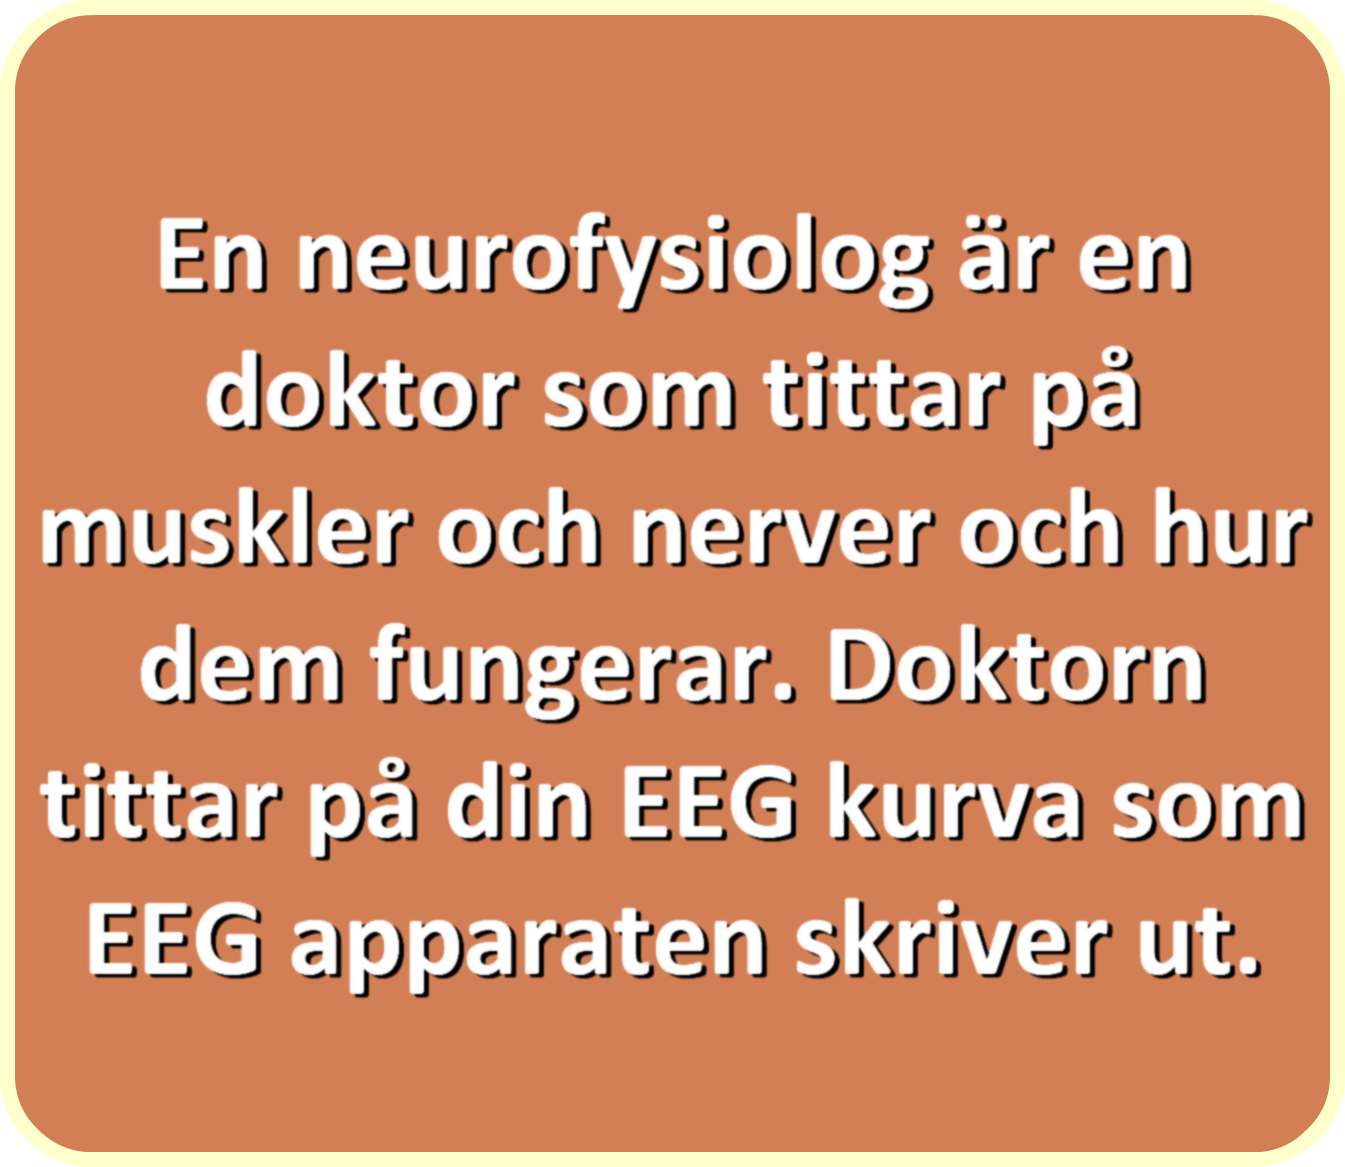 En neurofysiolog är en
doktor som tittar på
muskler och nerver och hur
dem fungerar. Doktorn
tittar på din EEG kurva som
EEG apparaten skriver ut.